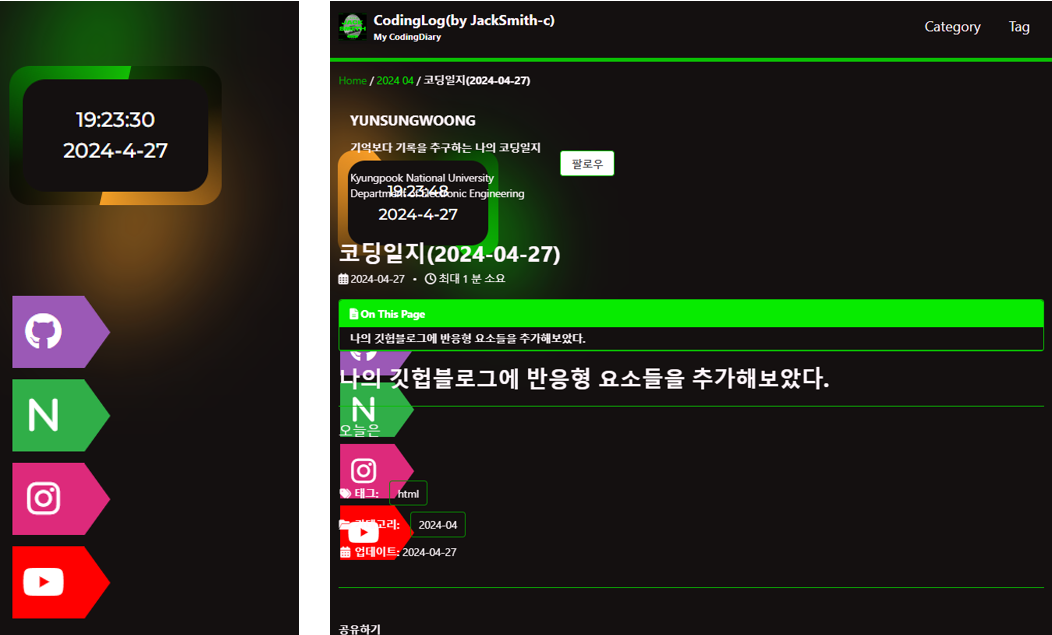 19:23:30
2024-4-27
N
CodingLog(by JackSmith-c)
My CodingDiary
Category
Tag
Home / 2024 04 / 코딩일지(2024-04-27)
YUNSUNGWOONG
기억보다 기록을 추구하는 나의 코딩일지
팔로우
Kyungpook National University
19:23:48
Department of Electronic Engineering
2024-4-27
코딩일지(2024-04-27)
2024-04-27 • 최대 1 분 소요
On This Page
나의 깃헙블로그에 반응형 요소들을 추가해보았다.
나의 깃헙블로그에 반응형 요소들을 추가해보았다.
N
오늘은
태그: html
카테고리: 2024-04
업데이트: 2024-04-27
공유하기